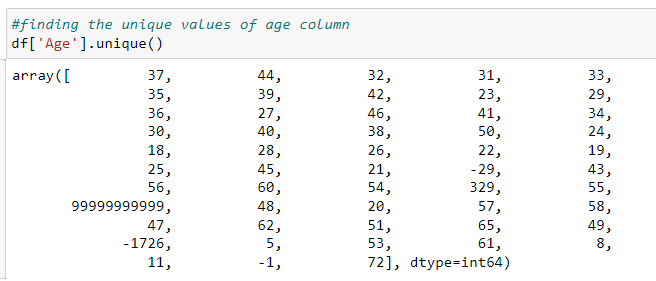 #finding the unique values of age column
df['Age'].unique()
array([         37,          44,          32,          31,          33,
                35,          39,          42,          23,          29,
                36,          27,          46,          41,          34,
                30,          40,          38,          50,          24,
                18,          28,          26,          22,          19,
                25,          45,          21,         -29,          43,
                56,          60,          54,         329,          55,
       99999999999,          48,          20,          57,          58,
                47,          62,          51,          65,          49,
             -1726,           5,          53,          61,           8,
                11,          -1,          72], dtype=int64)